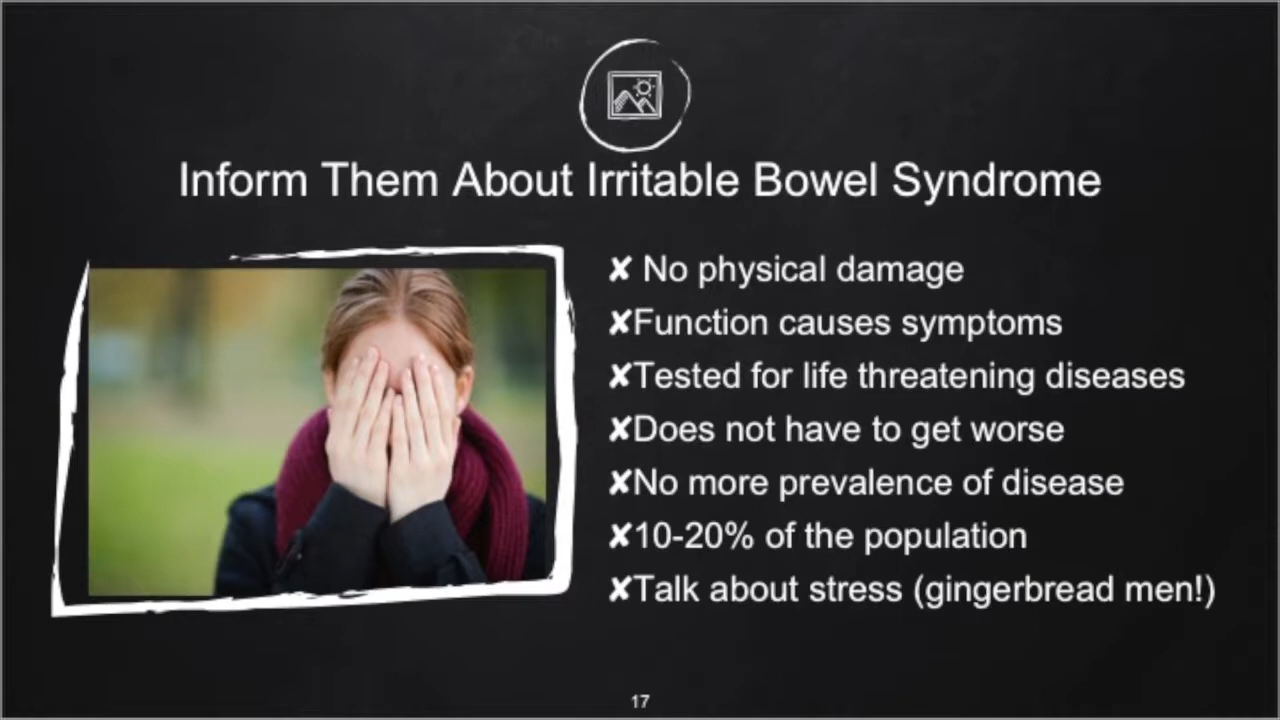 Inform Them About Irritable Bowel Syndrome
✘ No physical damage
✘Function causes symptoms
✘Tested for life threatening diseases
✘Does not have to get worse
✘No more prevalence of disease
✘10-20% of the population
✘Talk about stress (gingerbread men!)
17